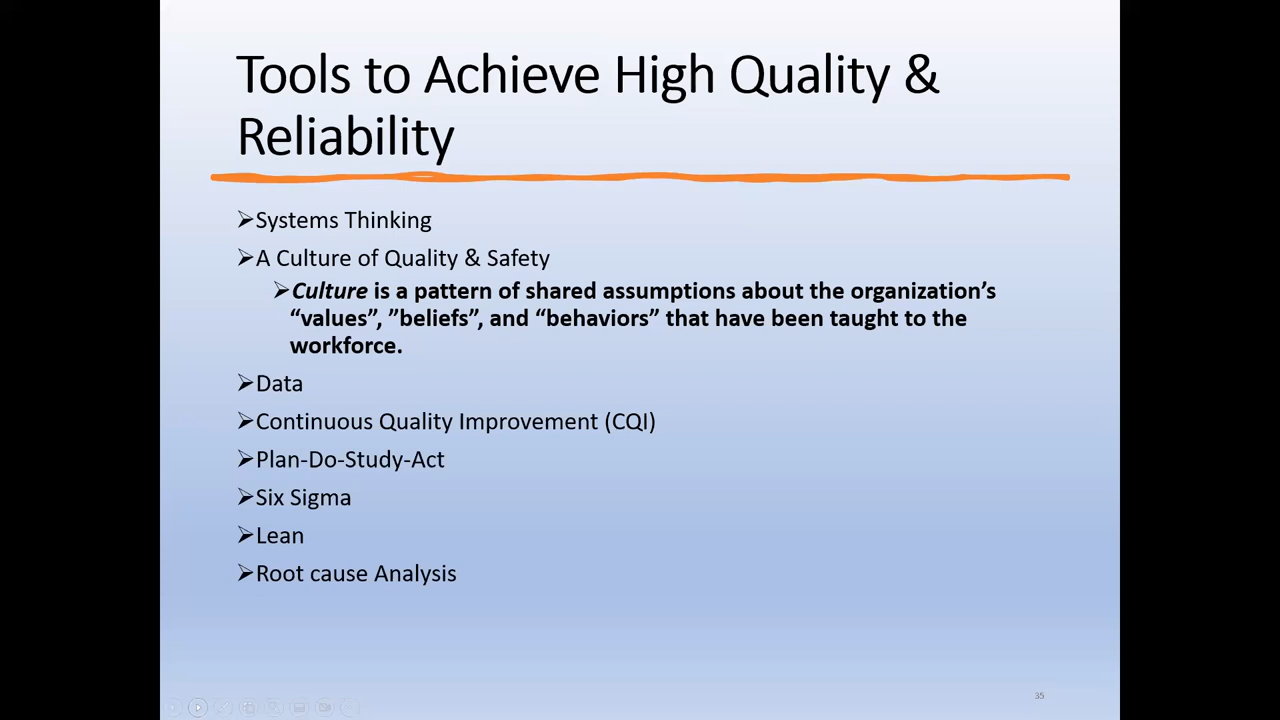 Tools to Achieve High Quality &
Reliability
➢Systems Thinking
➢A Culture of Quality & Safety
➢Culture is a pattern of shared assumptions about the organization’s
“values”, ”beliefs”, and “behaviors” that have been taught to the
workforce.
➢Data
➢Continuous Quality Improvement (CQI)
➢Plan-Do-Study-Act
➢Six Sigma
➢Lean
➢Root cause Analysis
35